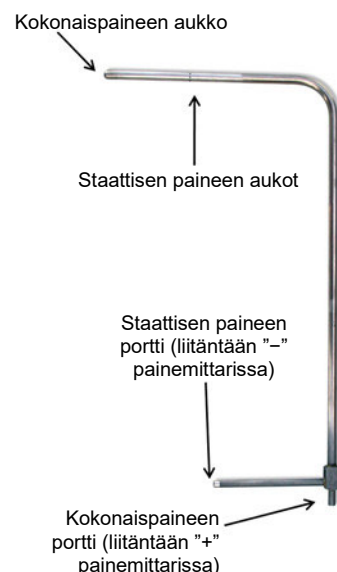 Kokonaispaineen aukko
Staattisen paineen aukot
Staattisen paineen
portti (liitäntään ”−”
painemittarissa)
Kokonaispaineen
portti (liitäntään ”+”
painemittarissa)